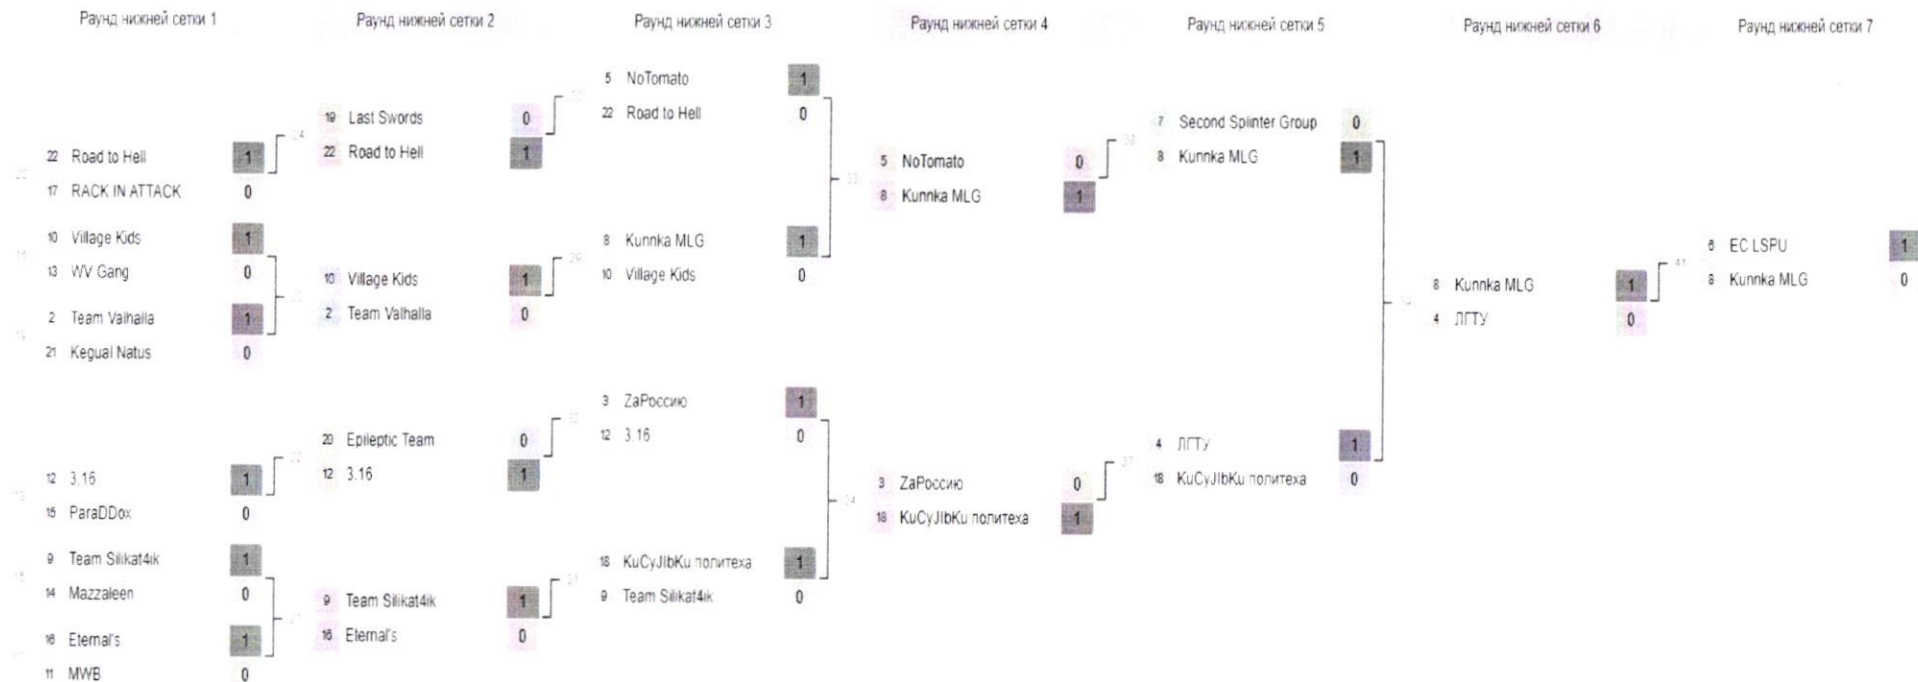 Раунд нижней сетки 1
22 Road to Hell 1
17 RACK IN ATTACK 0
10 Village Kids 1
13 WV Gang 0
2 Team Valhalla 1
21 Kegual Natus 0
12 3.16 1
15 ParaDDox 0
9 Team Silikat4ik 1
14 Mazzaleen 0
16 Eternal's 1
11 MWB 0
Раунд нижней сетки 2
19 Last Swords 0
22 Road to Hell 1
10 Village Kids 1
2 Team Valhalla 0
20 Epileptic Team 0
12 3.16 1
9 Team Silikat4ik 1
16 Eternal's 0
Раунд нижней сетки 3
5 NoTomato 1
22 Road to Hell 0
8 Kunnka MLG 1
10 Village Kids 0
3 ZaРоссию 1
12 3.16 0
18 KuCyJIbKu политеха 1
9 Team Silikat4ik 0
Раунд нижней сетки 4
5 NoTomato 0
8 Kunnka MLG 1
3 ZaРоссию 0
18 KuCyJIbKu политеха 1
Раунд нижней сетки 5
7 Second Splinter Group 0
8 Kunnka MLG 1
4 ЛГТУ 1
18 KuCyJIbKu политеха 0
Раунд нижней сетки 6
8 Kunnka MLG 1
4 ЛГТУ 0
Раунд нижней сетки 7
6 EC LSPU 1
8 Kunnka MLG 0